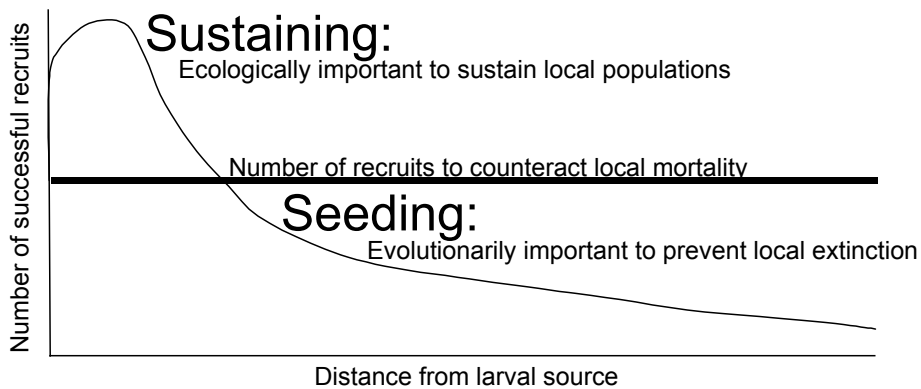 Number of successful recruits
Sustaining:
Ecologically important to sustain local populations
Number of recruits to counteract local mortality
Seeding:
Evolutionarily important to prevent local extinction
Distance from larval source